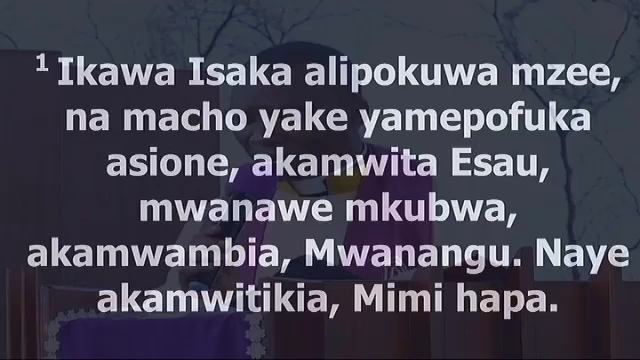 1 Ikawa Isaka alipokuwa mzee,
na macho yake yamepofuka
asione, akamwita Esau,
mwanawe mkubwa,
akamwambia, Mwanangu. Naye
akamwitikia, Mimi hapa.